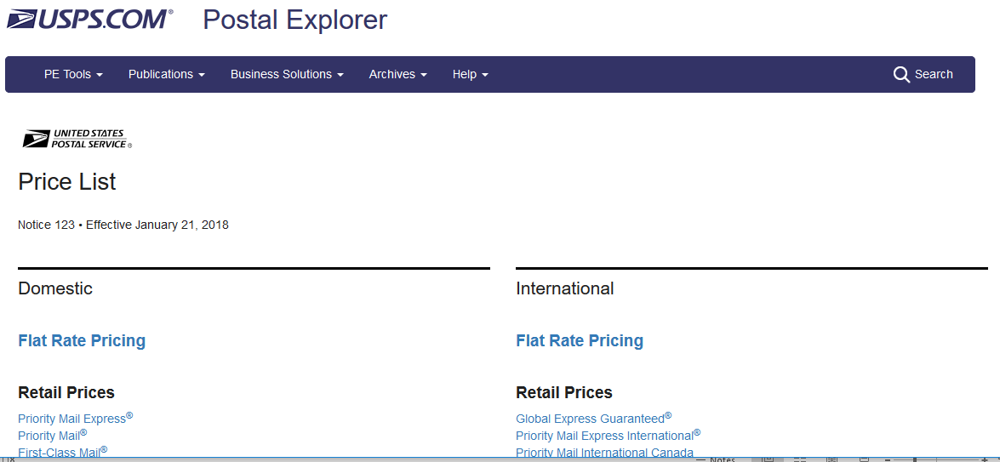 USPS.COM® Postal Explorer
PE Tools Publications Business Solutions Archives Help Search
UNITED STATES
POSTAL SERVICE®
Price List
Notice 123 • Effective January 21, 2018
Domestic
Flat Rate Pricing
Retail Prices
Priority Mail Express®
Priority Mail®
First-Class Mail®
International
Flat Rate Pricing
Retail Prices
Global Express Guaranteed®
Priority Mail Express International®
Priority Mail International Canada
Notes